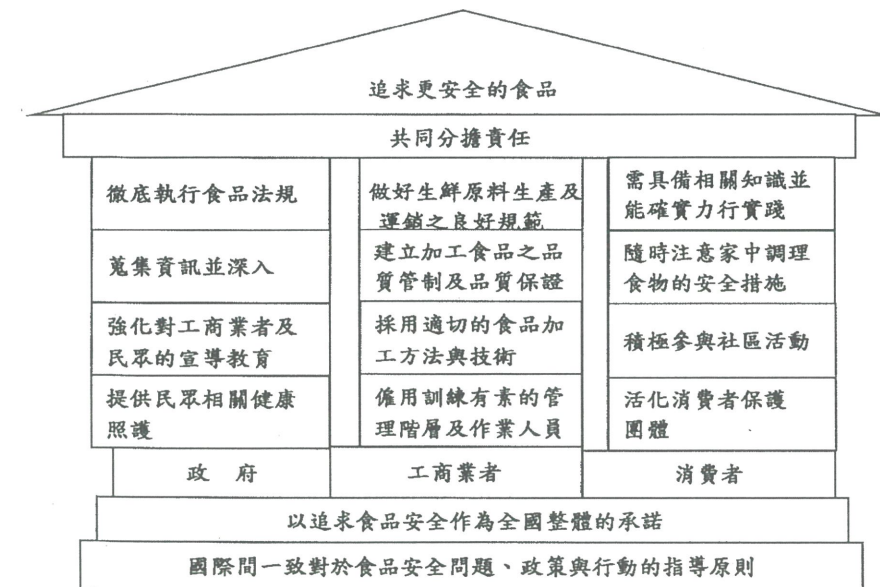 追求更安全的食品
共同分擔責任
徹底執行食品法規
蒐集資訊並深入
強化對工商業者及
民眾的宣導教育
提供民眾相關健康
照護
政 府
做好生鮮原料生產及
運銷之良好規範
建立加工食品之品
質管制及品質保證
採用適切的食品加
工方法與技術
僱用訓練有素的管
理階層及作業人員
工商業者
需具備相關知識並
能確實力行實踐
隨時注意家中調理
食物的安全措施
積極參與社區活動
活化消費者保護
團體
消費者
以追求食品安全作為全國整體的承諾
國際間一致對於食品安全問題、政策與行動的指導原則